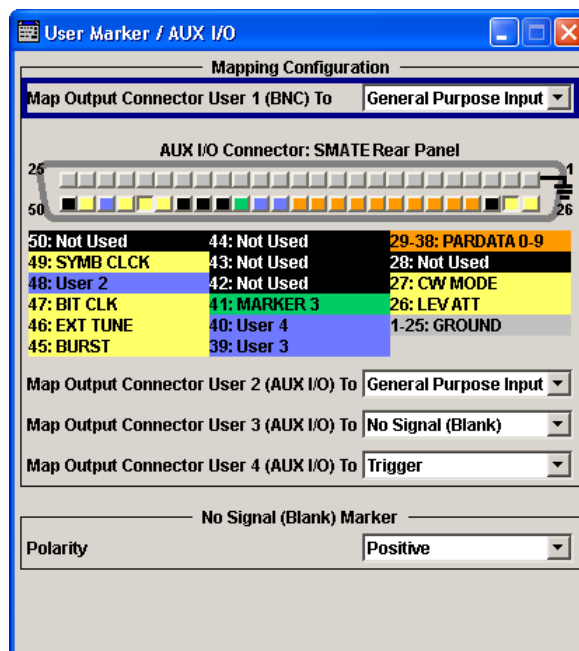 User Marker / AUX I/O
Mapping Configuration
Map Output Connector User 1 (BNC) To General Purpose Input
AUX I/O Connector: SMATE Rear Panel
25 1
50 26
50: Not Used 44: Not Used 29-38: PARDATA 0-9
49: SYMB CLCK 43: Not Used 28: Not Used
48: User 2 42: Not Used 27: CW MODE
47: BIT CLK 41: MARKER 3 26: LEV ATT
46: EXT TUNE 40: User 4 1-25: GROUND
45: BURST 39: User 3
Map Output Connector User 2 (AUX I/O) To General Purpose Input
Map Output Connector User 3 (AUX I/O) To No Signal (Blank)
Map Output Connector User 4 (AUX I/O) To Trigger
No Signal (Blank) Marker
Polarity Positive